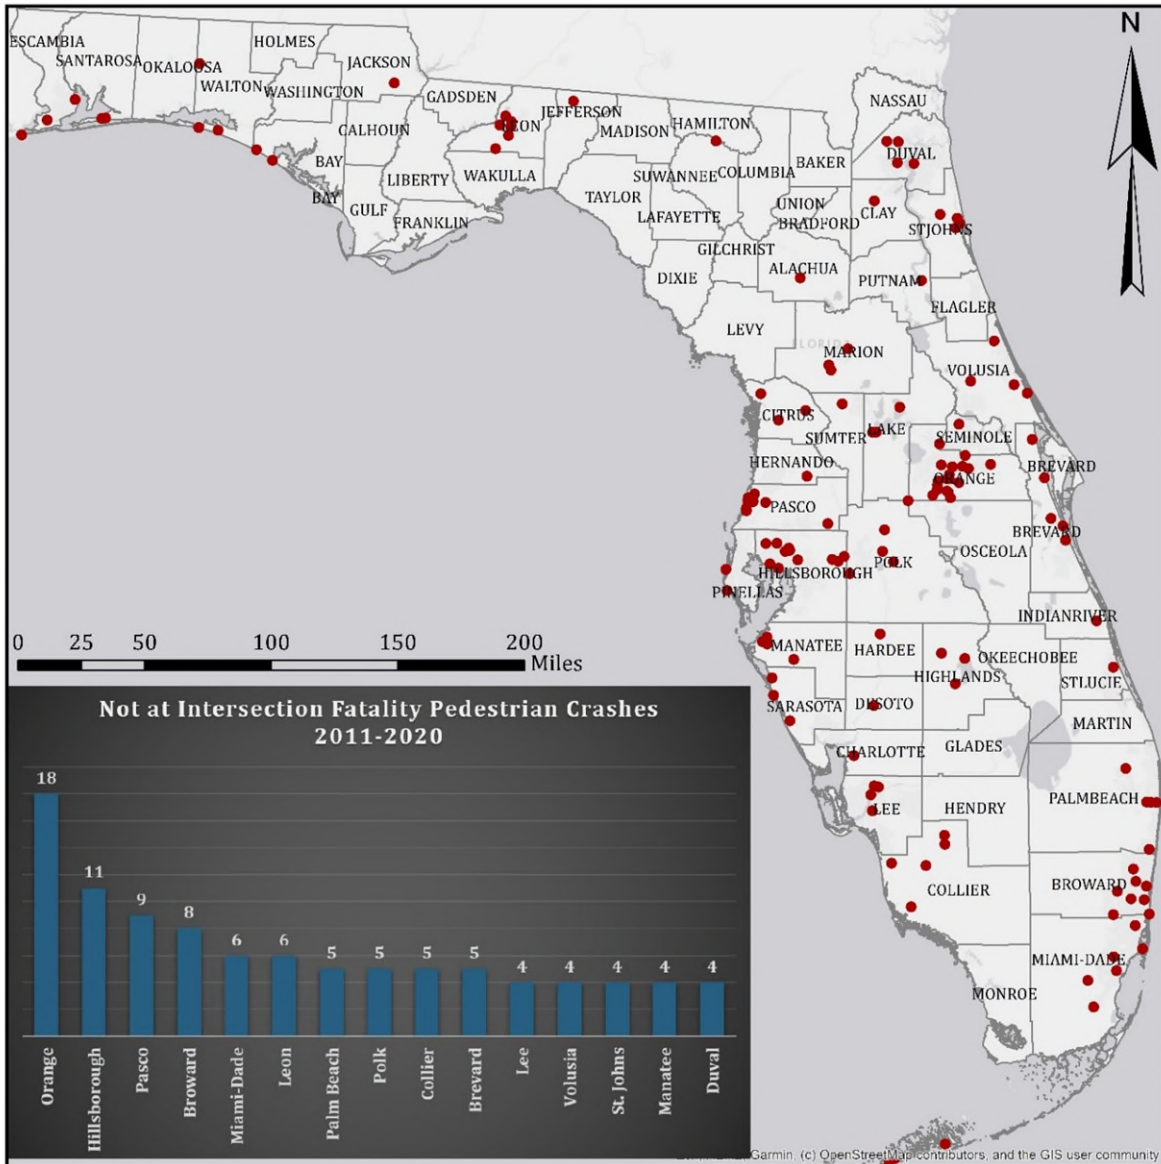 N
ESCAMBIA
SANTAROSA
OKALOOSA
HOLMES
WALTON
WASHINGTON
JACKSON
CALHOUN
BAY
BAY
GULF
GADSDEN
LIBERTY
FRANKLIN
LEON
WAKULLA
JEFFERSON
MADISON
TAYLOR
HAMILTON
SUWANNEE
LAFAYETTE
COLUMBIA
BAKER
NASSAU
DUVAL
UNION
BRADFORD
CLAY
STJOHNS
GILCHRIST
DIXIE
ALACHUA
PUTNAM
FLAGLER
LEVY
FLORIDA
MARION
VOLUSIA
CITRUS
SUMTER
LAKE
SEMINOLE
HERNANDO
ORANGE
BREVARD
PASCO
BREVARD
OSCEOLA
HILLSBOROUGH
POLK
PINELLAS
INDIANRIVER
MANATEE
HARDEE
OKEECHOBEE
HIGHLANDS
STLUCIE
SARASOTA
DESOTO
MARTIN
CHARLOTTE
GLADES
LEE
HENDRY
PALMBEACH
COLLIER
BROWARD
MIAMI-DADE
MONROE
0 50 100 150 200
Miles
Not at Intersection Fatality Pedestrian Crashes
2011-2020
18
11
9
8
6
6
5
5
5
5
4
4
4
4
4
Orange
Hillsborough
Pasco
Broward
Miami-Dade
Leon
Palm Beach
Polk
Collier
Brevard
Lee
Volusia
St. Johns
Manatee
Duval
Garmin, (c) OpenStreetMap contributors, and the GIS user community